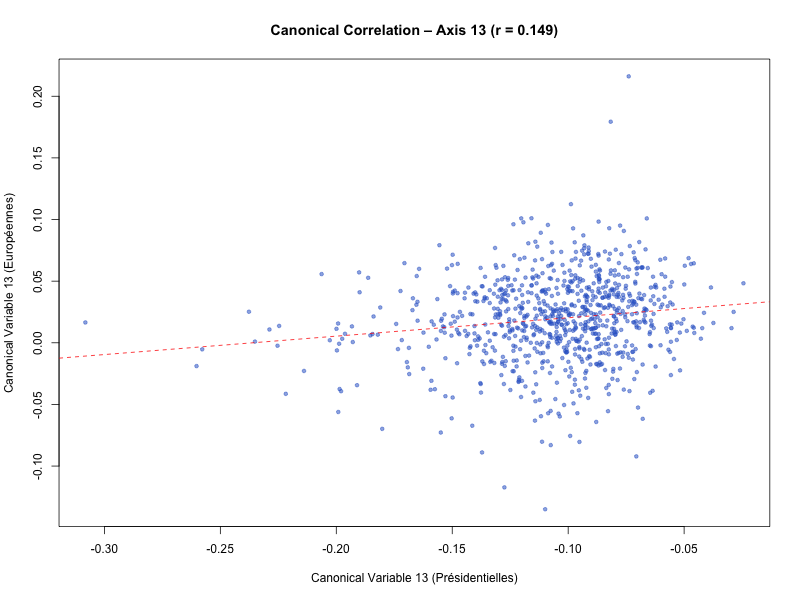 Canonical Correlation – Axis 13 (r = 0.149)
Canonical Variable 13 (Européennes)
0.20
0.15
0.10
0.05
0.00
-0.05
-0.10
-0.30 -0.25 -0.20 -0.15 -0.10 -0.05
Canonical Variable 13 (Présidentielles)